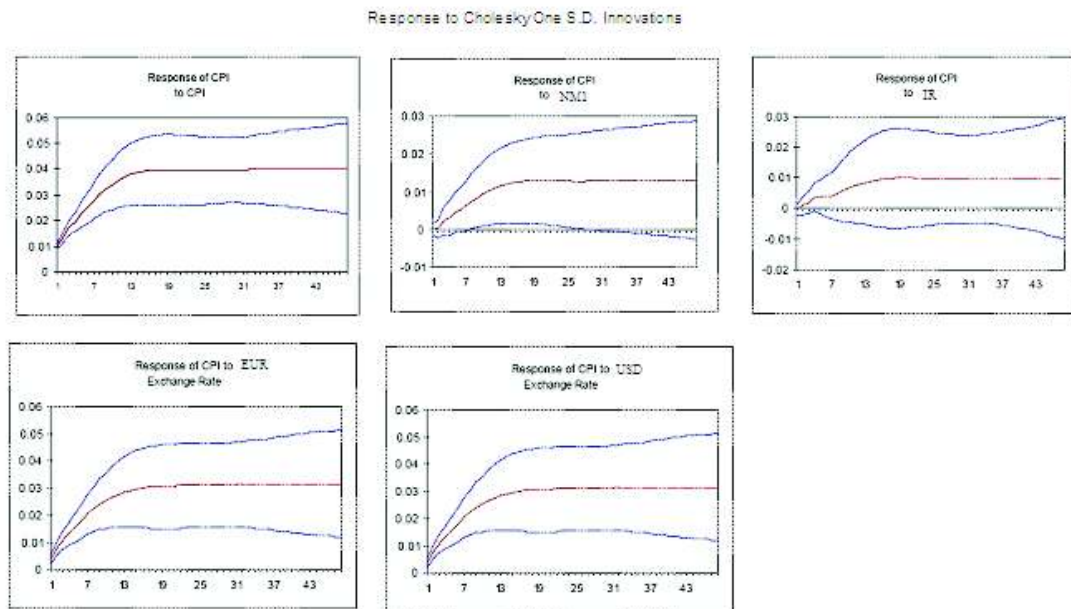 Response to Cholesky One S.D. Innovations
Response of CPI
to CPI
0.06
0.05
0.04
0.03
0.02
0.01
0
1 7 13 19 25 31 37 43
Response of CPI
to NM1
0.03
0.02
0.01
0
-0.01
1 7 13 19 25 31 37 43
Response of CPI
to IR
0.03
0.02
0.01
0
-0.01
-0.02
1 7 13 19 25 31 37 43
Response of CPI to EUR
Exchange Rate
0.06
0.05
0.04
0.03
0.02
0.01
0
1 7 13 19 25 31 37 43
Response of CPI to USD
Exchange Rate
0.06
0.05
0.04
0.03
0.02
0.01
0
1 7 13 19 25 31 37 43